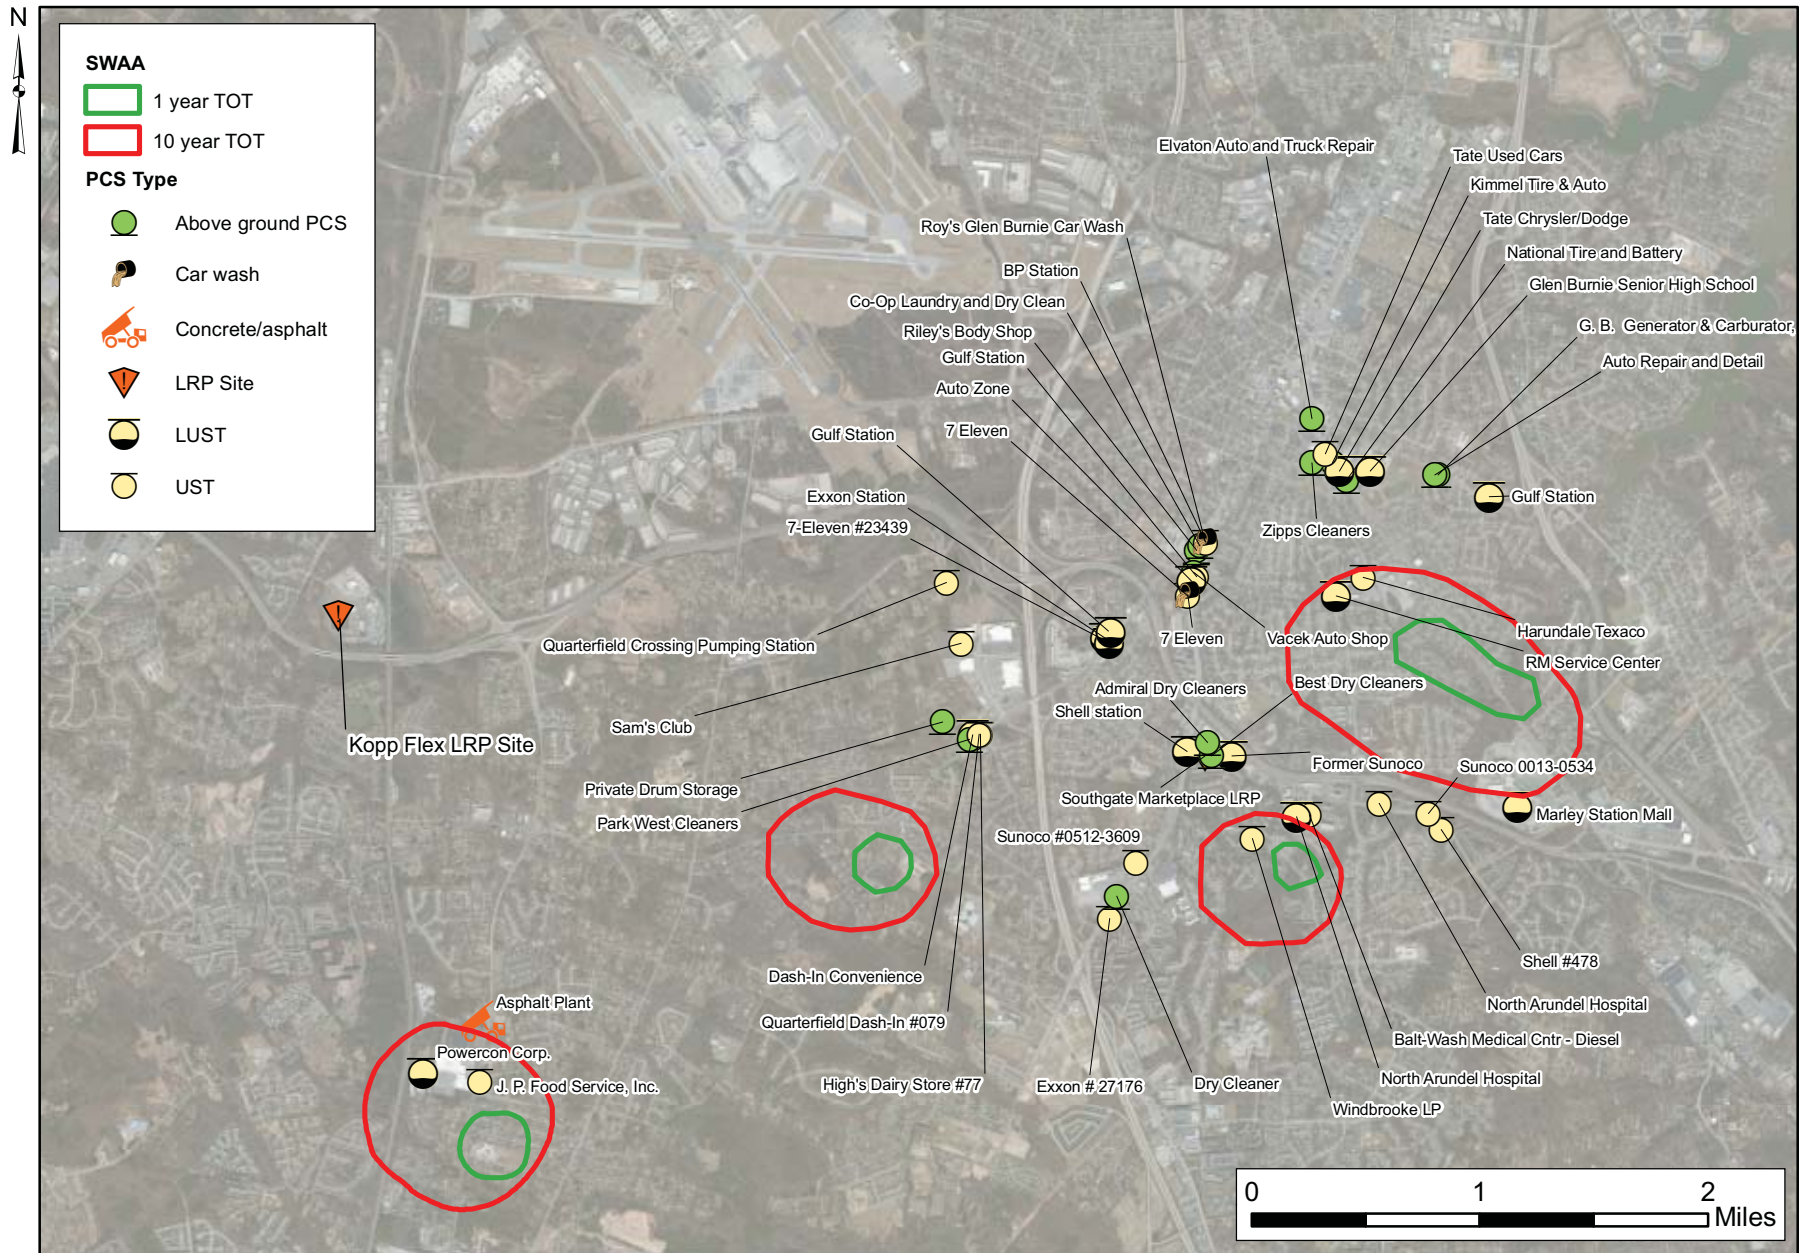 N
SWAA
1 year TOT
10 year TOT
PCS Type
Above ground PCS
Car wash
Concrete/asphalt
LRP Site
LUST
UST
Elvaton Auto and Truck Repair
Tate Used Cars
Kimmel Tire & Auto
Tate Chrysler/Dodge
National Tire and Battery
Glen Burnie Senior High School
G. B. Generator & Carburator,
Auto Repair and Detail
Roy's Glen Burnie Car Wash
BP Station
Co-Op Laundry and Dry Clean
Riley's Body Shop
Gulf Station
Auto Zone
7 Eleven
Gulf Station
Exxon Station
7-Eleven #23439
Gulf Station
Zipps Cleaners
Quarterfield Crossing Pumping Station
7 Eleven
Vacek Auto Shop
Harundale Texaco
RM Service Center
Admiral Dry Cleaners
Best Dry Cleaners
Shell station
Sam's Club
Kopp Flex LRP Site
Former Sunoco
Sunoco 0013-0534
Private Drum Storage
Southgate Marketplace LRP
Park West Cleaners
Marley Station Mall
Sunoco #0512-3609
Dash-In Convenience
Shell #478
Asphalt Plant
Quarterfield Dash-In #079
North Arundel Hospital
Balt-Wash Medical Cntr - Diesel
Powercon Corp.
J. P. Food Service, Inc.
High's Dairy Store #77
Exxon # 27176
Dry Cleaner
North Arundel Hospital
Windbrooke LP
0 1 2
Miles